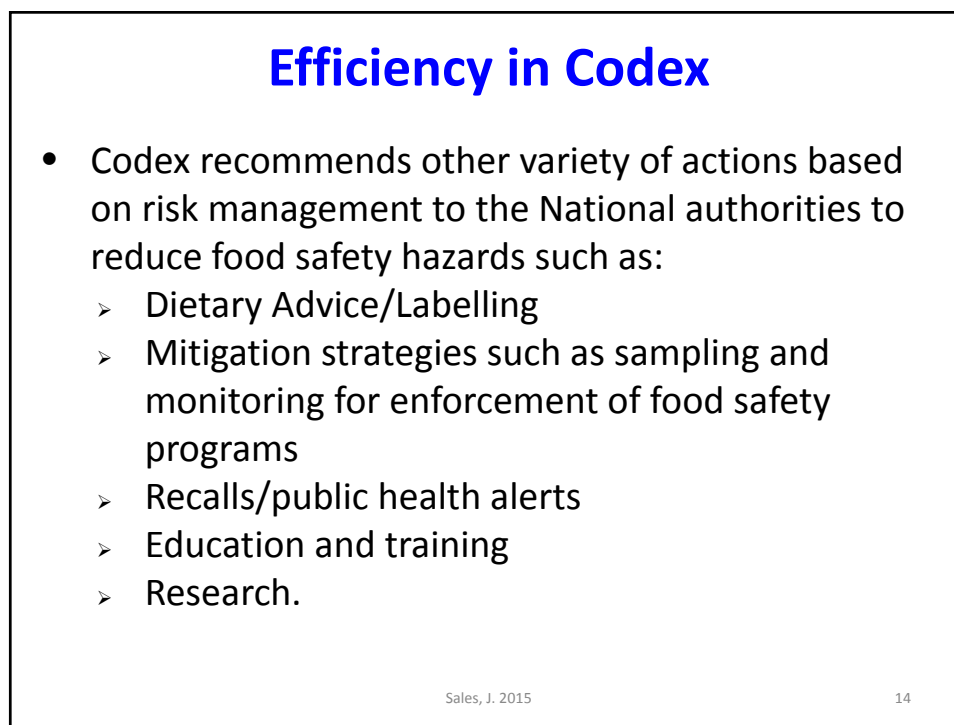 Efficiency in Codex
• Codex recommends other variety of actions based
on risk management to the National authorities to
reduce food safety hazards such as:
➢ Dietary Advice/Labelling
➢ Mitigation strategies such as sampling and
monitoring for enforcement of food safety
programs
➢ Recalls/public health alerts
➢ Education and training
➢ Research.
Sales, J. 2015 14